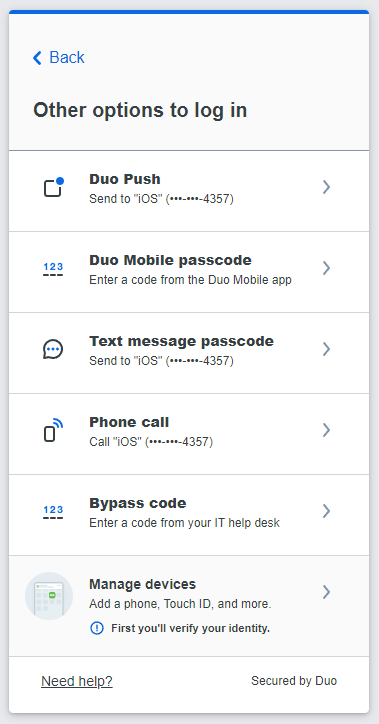 Back
Other options to log in
Duo Push
Send to "iOS" (•••-•••-4357)
123
Duo Mobile passcode
Enter a code from the Duo Mobile app
Text message passcode
Send to "iOS" (•••-•••-4357)
Phone call
Call "iOS" (•••-•••-4357)
123
Bypass code
Enter a code from your IT help desk
Manage devices
Add a phone, Touch ID, and more.
First you'll verify your identity.
Need help?
Secured by Duo